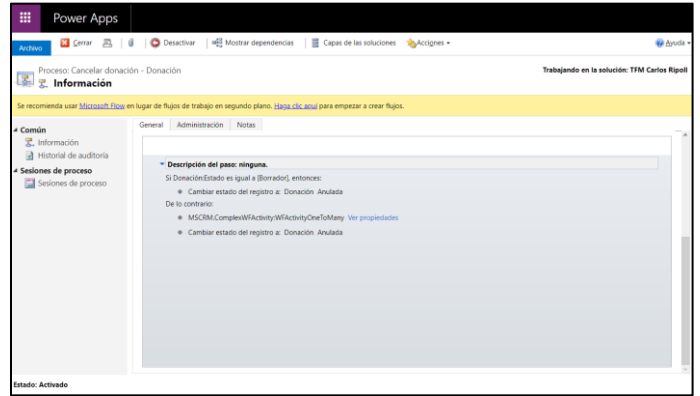 Power Apps
Archivo
Cerrar
Desactivar
Mostrar dependencias
Capas de las soluciones
Acciones
Ayuda
Proceso: Cancelar donación - Donación
Información
Trabajando en la solución: TFM Carlos Ripoll
Se recomienda usar Microsoft Flow en lugar de flujos de trabajo en segundo plano. Haga clic aquí para empezar a crear flujos.
Común
Información
Historial de auditoría
Sesiones de proceso
Sesiones de proceso
General Administración Notas
Descripción del paso: ninguna.
Si Donación:Estado es igual a [Borrador], entonces:
Cambiar estado del registro a: Donación Anulada
De lo contrario:
MSCRM.ComplexWFActivity:WFActivityOneToMany Ver propiedades
Cambiar estado del registro a: Donación Anulada
Estado: Activado